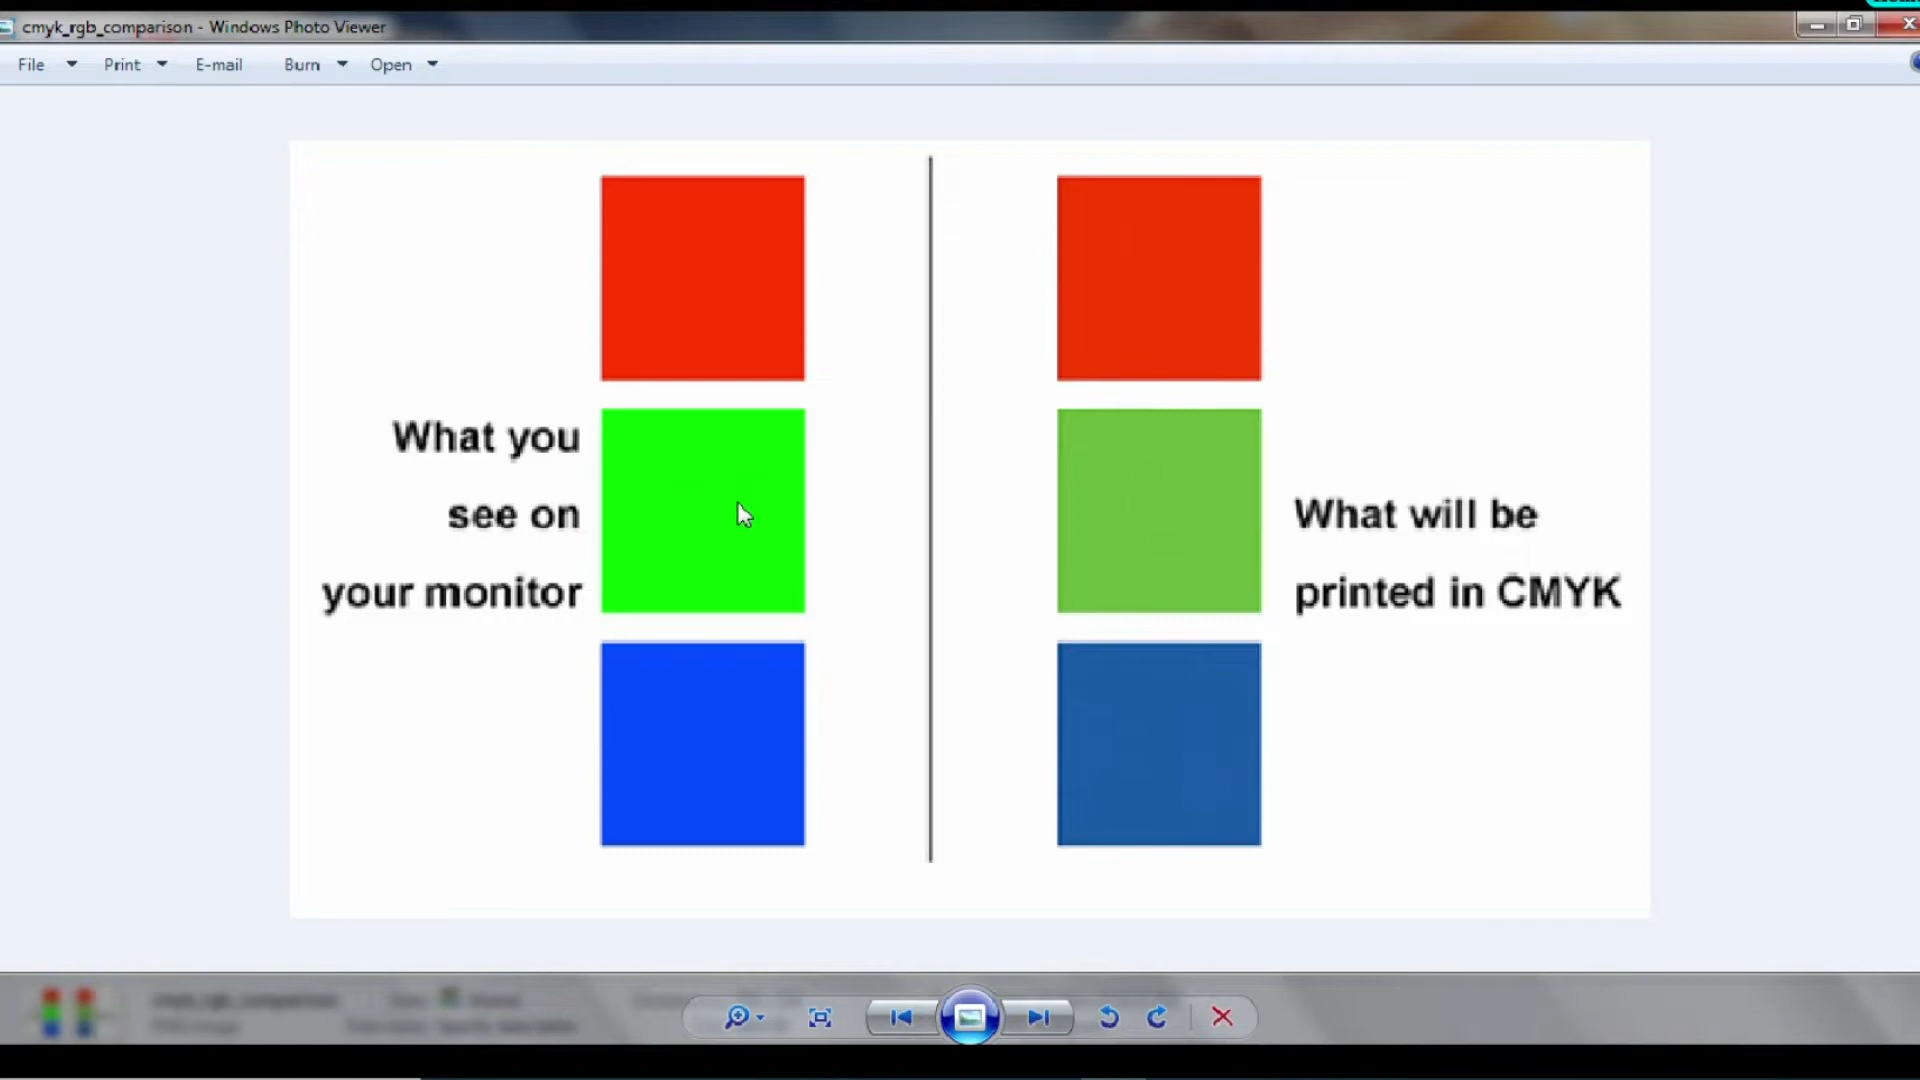 cmyk_rgb_comparison - Windows Photo Viewer
File Print E-mail Burn Open
What you
see on
your monitor
What will be
printed in CMYK